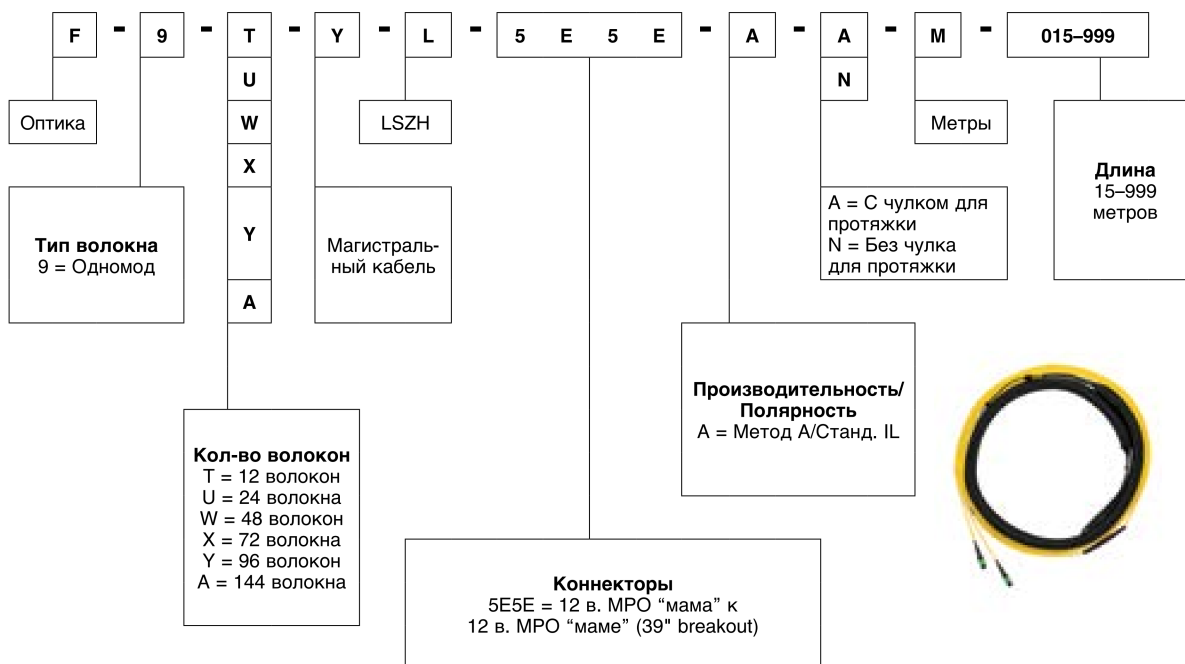 F - 9 - T - Y - L - 5 E 5 E - A - A - M - 015–999
U
N
Оптика
W
LSZH
Метры
X
Тип волокна
9 = Одномод
Y
Магистраль-
ный кабель
A = С чулком для
протяжки
N = Без чулка
для протяжки
Длина
15–999
метров
A
Производительность/
Полярность
A = Метод А/Станд. IL
Кол-во волокон
T = 12 волокон
U = 24 волокна
W = 48 волокон
X = 72 волокна
Y = 96 волокон
A = 144 волокна
Коннекторы
5E5E = 12 в. MPO “мама” к
12 в. MPO “маме” (39" breakout)